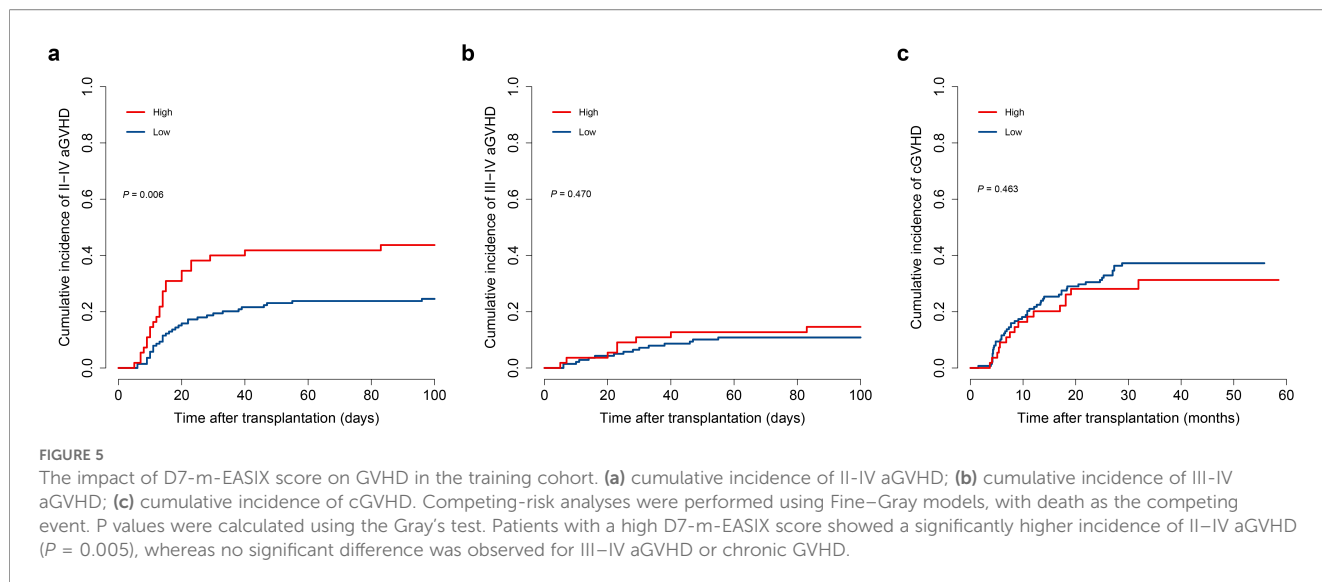 a
b
c
Cumulative incidence of II−IV aGVHD
1.0
0.8
0.6
0.4
0.2
0.0
High
Low
P = 0.006
0 20 40 60 80 100
Time after transplantation (days)
Cumulative incidence of III−IV aGVHD
1.0
0.8
0.6
0.4
0.2
0.0
High
Low
P = 0.470
0 20 40 60 80 100
Time after transplantation (days)
Cumulative incidence of cGVHD
1.0
0.8
0.6
0.4
0.2
0.0
High
Low
P = 0.463
0 10 20 30 40 50 60
Time after transplantation (months)
FIGURE 5
The impact of D7-m-EASIX score on GVHD in the training cohort. (a) cumulative incidence of II-IV aGVHD; (b) cumulative incidence of III-IV
aGVHD; (c) cumulative incidence of cGVHD. Competing-risk analyses were performed using Fine–Gray models, with death as the competing
event. P values were calculated using the Gray's test. Patients with a high D7-m-EASIX score showed a significantly higher incidence of II–IV aGVHD
(P = 0.005), whereas no significant difference was observed for III–IV aGVHD or chronic GVHD.